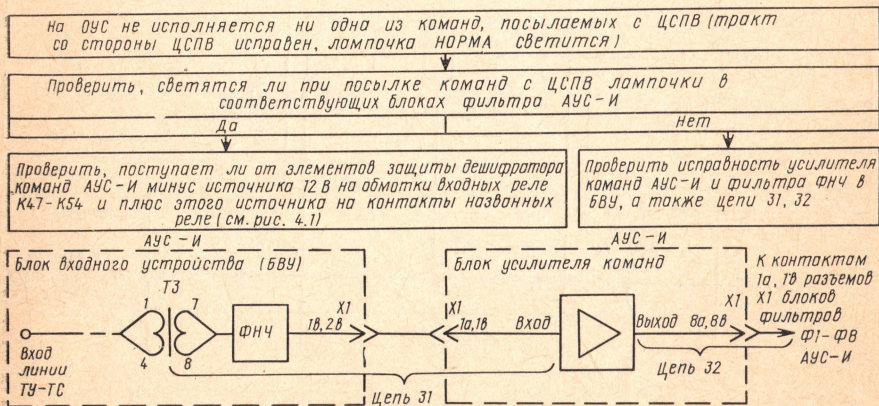 На ОУС не исполняется ни одна из команд, посылаемых с ЦСПВ (тракт
со стороны ЦСПВ исправен, лампочка НОРМА светится)
Проверить, светятся ли при посылке команд с ЦСПВ лампочки в
соответствующих блоках фильтра АУС-И
Да
Нет
Проверить, поступает ли от элементов защиты дешифратора
команд АУС-И минус источника 12 В на обмотки входных реле
К47-К54 и плюс этого источника на контакты названных
реле (см. рис. 4.1)
Проверить исправность усилителя
команд АУС-И и фильтра ФНЧ в
БВУ, а также цепи 31, 32
АУС-И
АУС-И
Блок входного устройства (БВУ)
Блок усилителя команд
К контактам
1а, 1в разъемов
Х1 блоков
фильтров
Ф1-Ф8
АУС-И
Т3
1
7
4
8
ФНЧ
Х1
1в,2в
Х1
1а,1в
Вход
Выход
8а,6в
Х1
Вход
линии
ТУ-ТС
Цепь 31
Цепь 32